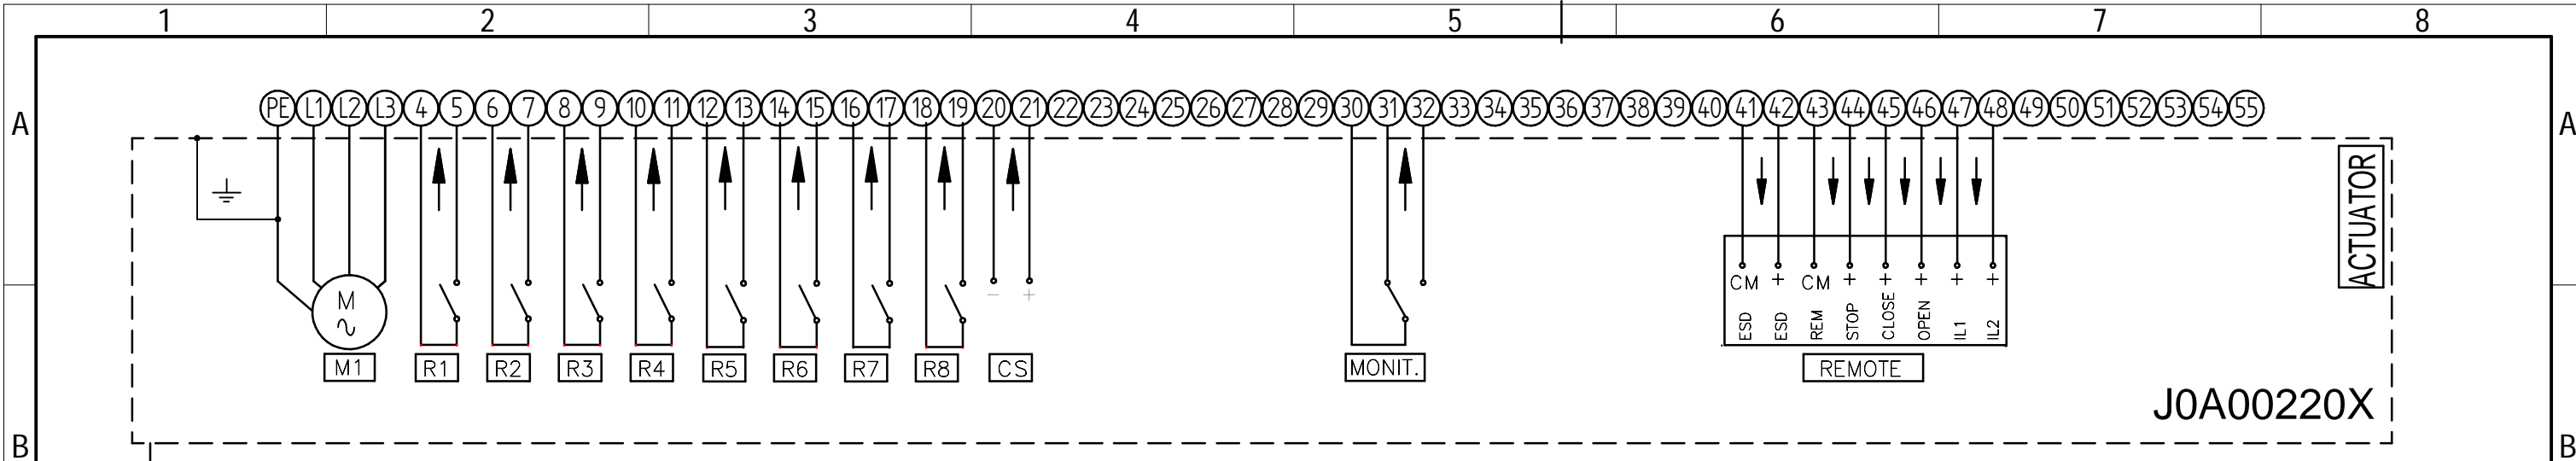 1 2 3 4 5 6 7 8
A A
PE L1 L2 L3 4 5 6 7 8 9 10 11 12 13 14 15 16 17 18 19 20 21 22 23 24 25 26 27 28 29 30 31 32 33 34 35 36 37 38 39 40 41 42 43 44 45 46 47 48 49 50 51 52 53 54 55
ACTUATOR
CM + CM + + + + +
- +
M
ESD ESD REM STOP CLOSE OPEN IL1 IL2
M1 R1 R2 R3 R4 R5 R6 R7 R8 CS MONIT. REMOTE
J0A00220X
B B